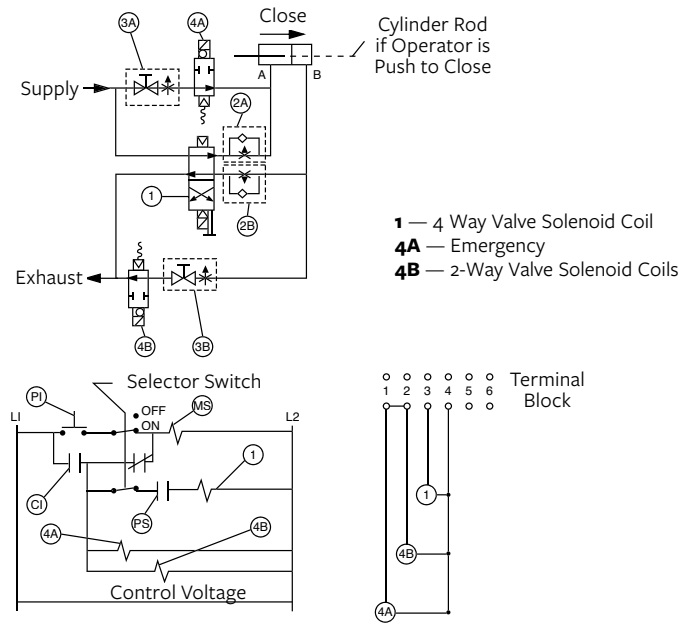 Close
3A
4A
Cylinder Rod
if Operator is
Push to Close
A
B
Supply
2A
1
2B
1 — 4 Way Valve Solenoid Coil
4A — Emergency
4B — 2-Way Valve Solenoid Coils
Exhaust
4B
3B
Selector Switch
PI
OFF
MS
ON
L1
L2
CI
PS
1
4A
4B
Control Voltage
Terminal
Block
1 2 3 4 5 6
1
4B
4A